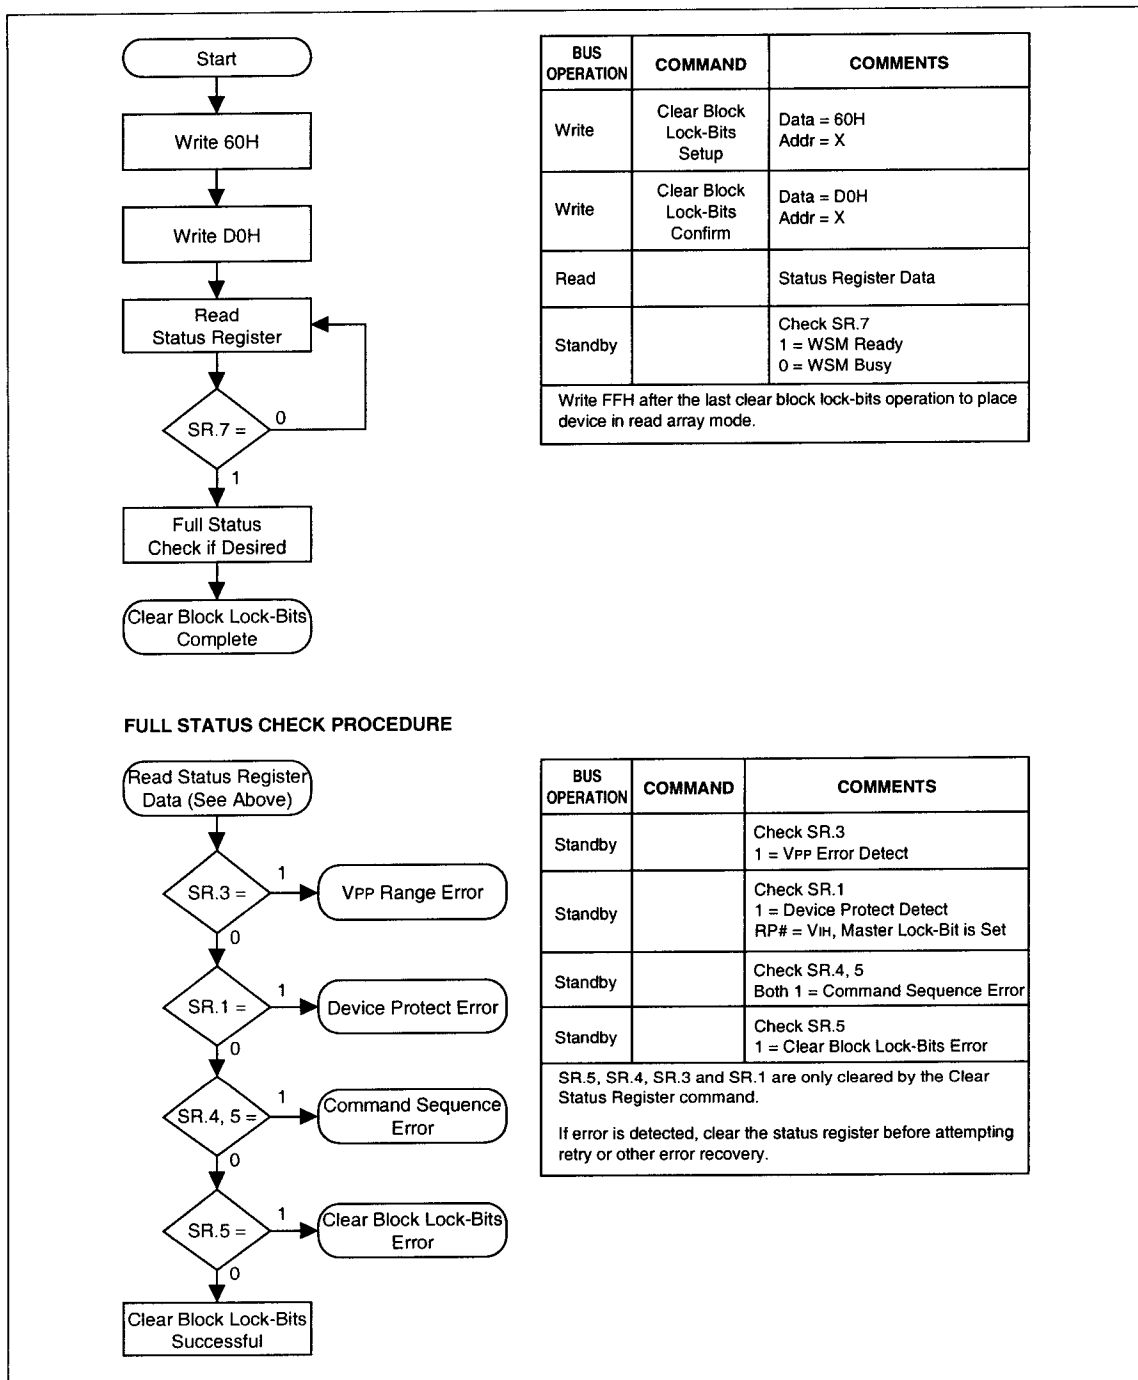 Start
Write 60H
Write D0H
Read
Status Register
SR.7 =
0
1
Full Status
Check if Desired
Clear Block Lock-Bits
Complete
BUS OPERATION COMMAND COMMENTS
Write
Clear Block
Lock-Bits
Setup
Data = 60H
Addr = X
Write
Clear Block
Lock-Bits
Confirm
Data = D0H
Addr = X
Read
Status Register Data
Standby
Check SR.7
1 = WSM Ready
0 = WSM Busy
Write FFH after the last clear block lock-bits operation to place
device in read array mode.
FULL STATUS CHECK PROCEDURE
Read Status Register
Data (See Above)
SR.3 =
1
VPP Range Error
0
SR.1 =
1
Device Protect Error
0
SR.4, 5 =
1
Command Sequence
Error
0
SR.5 =
1
Clear Block Lock-Bits
Error
0
Clear Block Lock-Bits
Successful
BUS OPERATION COMMAND COMMENTS
Standby
Check SR.3
1 = VPP Error Detect
Standby
Check SR.1
1 = Device Protect Detect
RP# = VIH, Master Lock-Bit is Set
Standby
Check SR.4, 5
Both 1 = Command Sequence Error
Standby
Check SR.5
1 = Clear Block Lock-Bits Error
SR.5, SR.4, SR.3 and SR.1 are only cleared by the Clear
Status Register command.
If error is detected, clear the status register before attempting
retry or other error recovery.